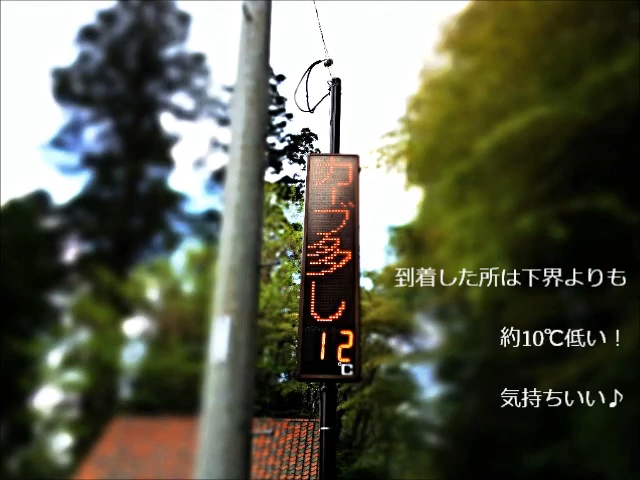 カーブ多し
12
℃
到着した所は下界よりも
約10℃低い！
気持ちいい♪